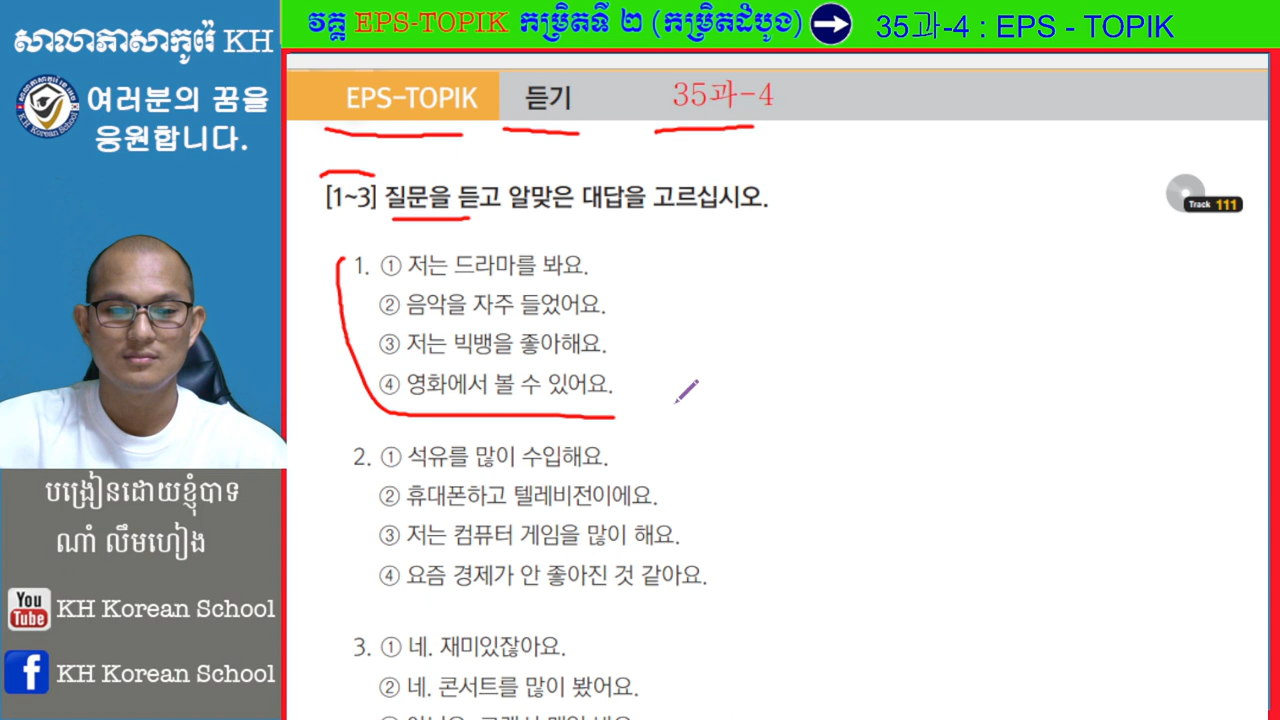 សាលាភាសាកូរ៉េ KH
여러분의 꿈을
응원합니다.
វគ្គ EPS-TOPIK កម្រិតទី ២ (កម្រិតដំបូង) 35과-4 : EPS - TOPIK
EPS-TOPIK 듣기 35과-4
[1~3] 질문을 듣고 알맞은 대답을 고르십시오.
Track 111
1. ① 저는 드라마를 봐요.
② 음악을 자주 들었어요.
③ 저는 빅뱅을 좋아해요.
④ 영화에서 볼 수 있어요.
2. ① 석유를 많이 수입해요.
② 휴대폰하고 텔레비전이에요.
③ 저는 컴퓨터 게임을 많이 해요.
④ 요즘 경제가 안 좋아진 것 같아요.
3. ① 네. 재미있잖아요.
② 네. 콘서트를 많이 봤어요.
បង្រៀនដោយខ្ញុំបាទ
ណាំ លឹមហៀង
You Tube KH Korean School
f KH Korean School